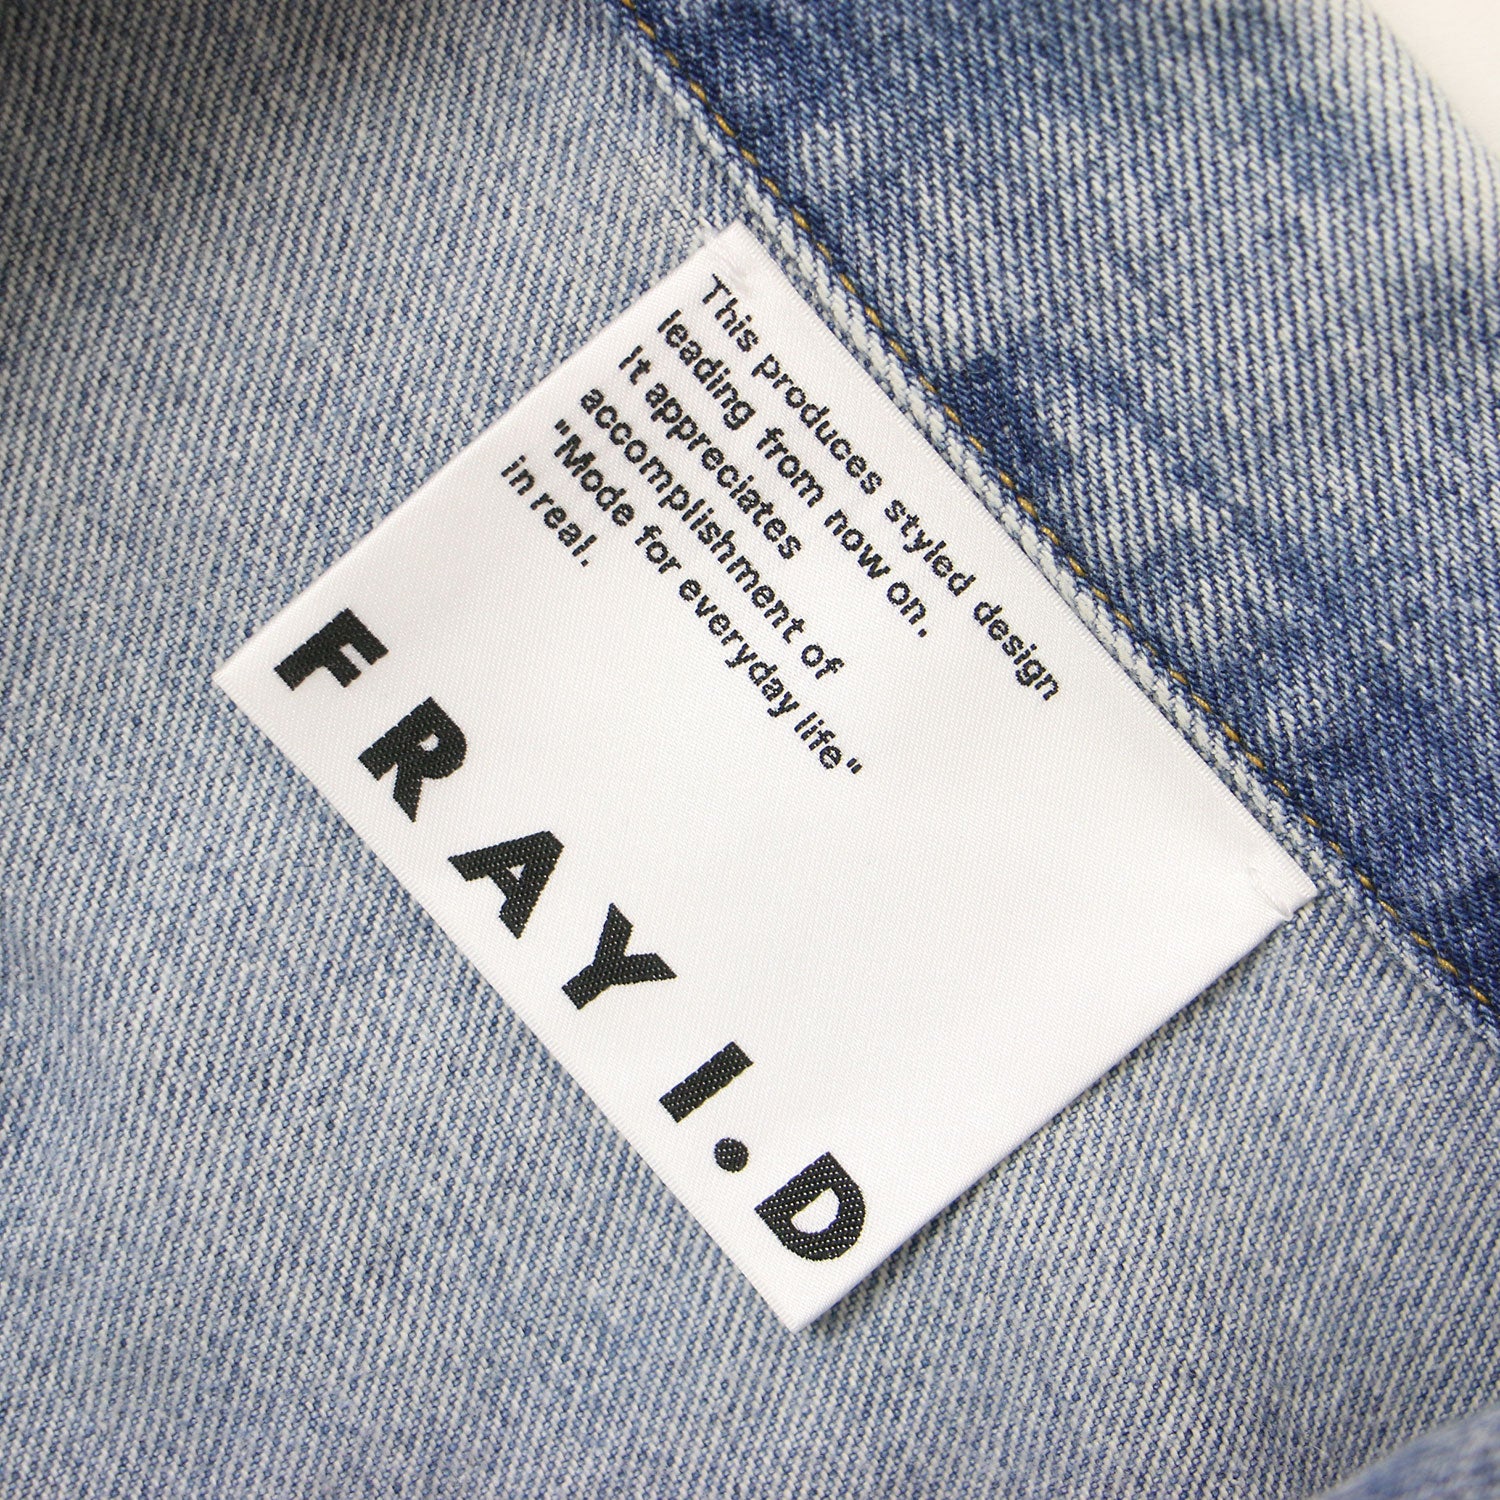 This produces styled design
leading from now on.
It appreciates
accomplishment of
"Mode for everyday life"
in real.
FRAY I.D